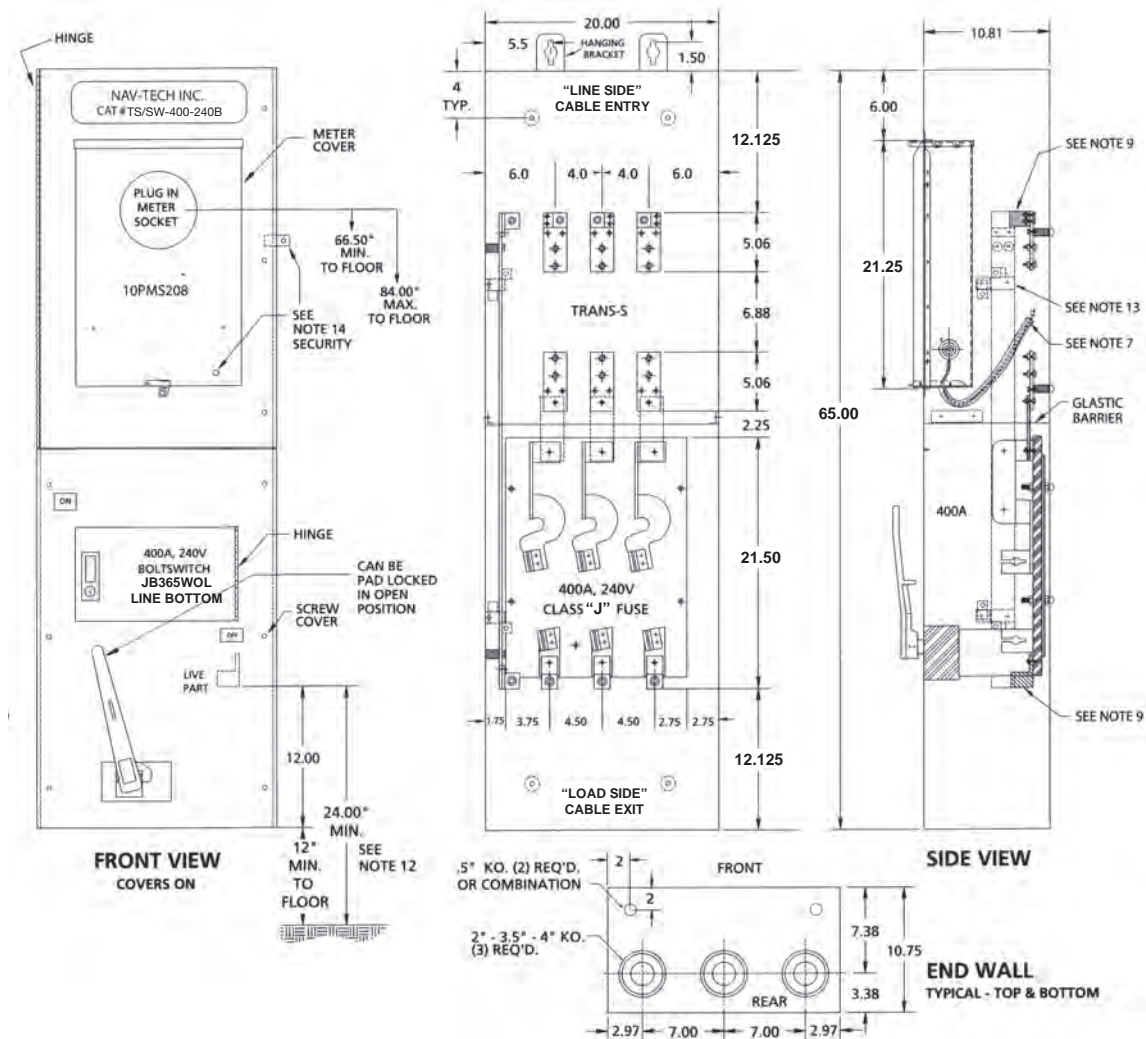 HINGE
NAV-TECH INC.
CAT#TS/SW-400-240B
METER
COVER
PLUG IN
METER
SOCKET
66.50"
MIN.
TO FLOOR
84.00"
MAX.
TO FLOOR
10PMS208
SEE
NOTE 14
SECURITY
ON
HINGE
400A, 240V
BOLTSWITCH
JB365WOL
LINE BOTTOM
CAN BE
PAD LOCKED
IN OPEN
POSITION
SCREW
COVER
OFF
LIVE
PART
12.00
24.00"
MIN.
SEE
NOTE 12
12"
MIN.
TO
FLOOR
FRONT VIEW
COVERS ON
20.00
5.5
HANGING
BRACKET
1.50
4
TYP.
"LINE SIDE"
CABLE ENTRY
12.125
6.0
4.0
4.0
6.0
5.06
TRANS-S
6.88
5.06
2.25
21.50
400A, 240V
CLASS "J" FUSE
1.75
3.75
4.50
4.50
2.75
2.75
12.125
"LOAD SIDE"
CABLE EXIT
10.81
6.00
SEE NOTE 9
21.25
SEE NOTE 13
SEE NOTE 7
65.00
GLASTIC
BARRIER
400A
SEE NOTE 9
SIDE VIEW
.5" KO. (2) REQ'D.
OR COMBINATION
2
FRONT
2
2" - 3.5" - 4" KO.
(3) REQ'D.
7.38
10.75
3.38
REAR
2.97
7.00
7.00
2.97
END WALL
TYPICAL - TOP & BOTTOM